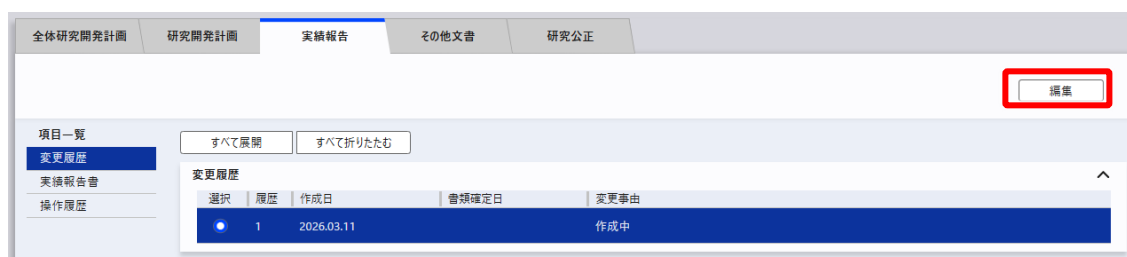 全体研究開発計画 研究開発計画 実績報告 その他文書 研究公正
編集
項目一覧
変更履歴
実績報告書
操作履歴
すべて展開 すべて折りたたむ
変更履歴
選択 履歴 作成日 書類確定日 変更事由
1 2026.03.11 作成中